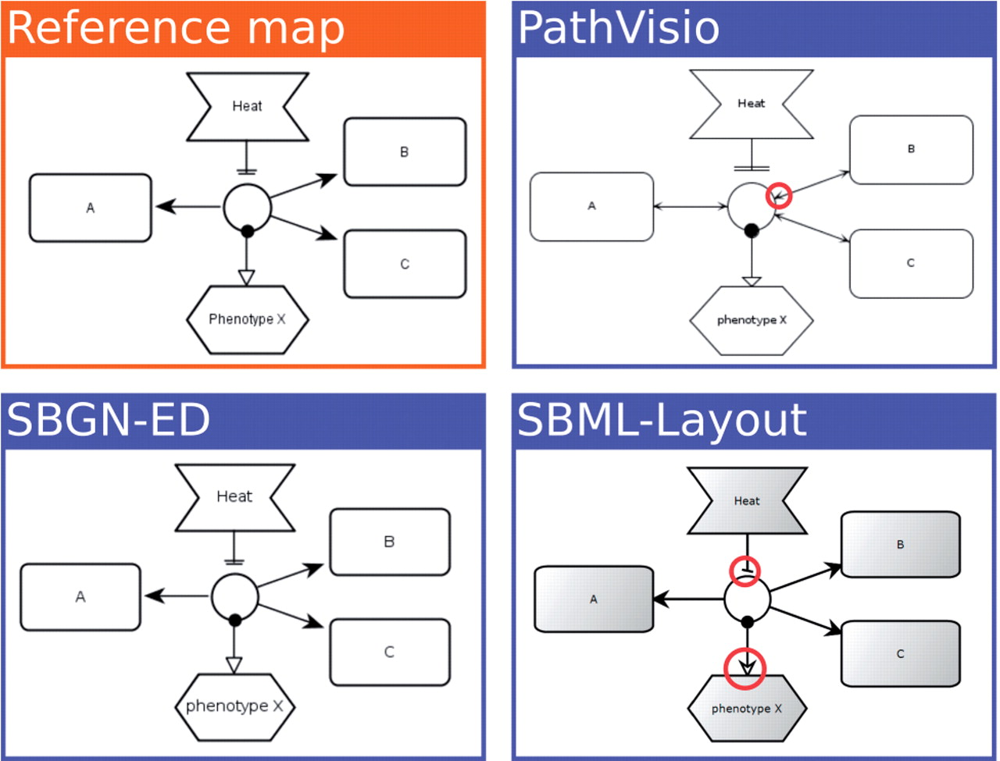 Reference map
Heat
B
A
C
Phenotype X
PathVisio
Heat
B
A
C
phenotype X
SBGN-ED
Heat
B
A
C
phenotype X
SBML-Layout
Heat
B
A
C
phenotype X